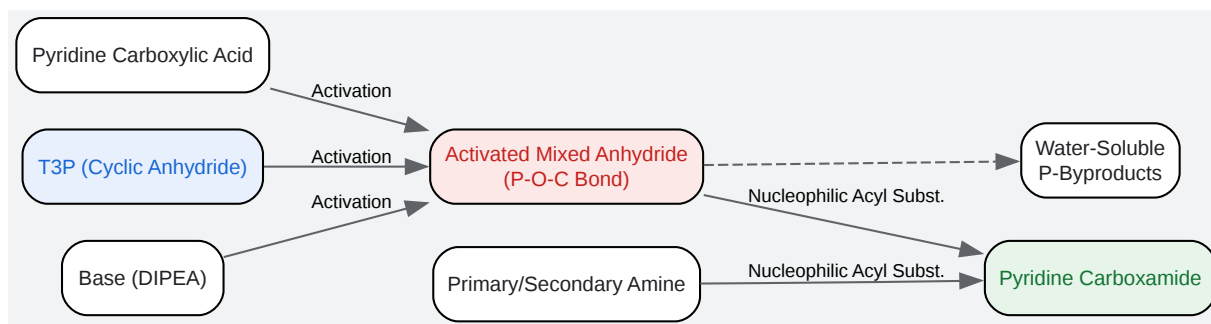 Pyridine Carboxylic Acid
Activation
T3P (Cyclic Anhydride)
Activation
Activated Mixed Anhydride
(P-O-C Bond)
Water-Soluble
P-Byproducts
Activation
Nucleophilic Acyl Subst.
Base (DIPEA)
Primary/Secondary Amine
Nucleophilic Acyl Subst.
Pyridine Carboxamide